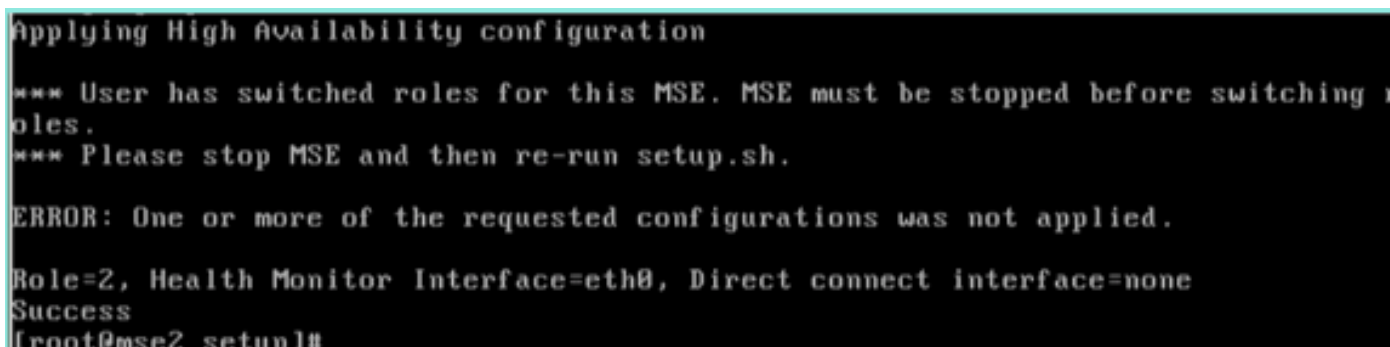 Applying High Availability configuration
*** User has switched roles for this MSE. MSE must be stopped before switching r
oles.
*** Please stop MSE and then re-run setup.sh.
ERROR: One or more of the requested configurations was not applied.
Role=2, Health Monitor Interface=eth0, Direct connect interface=none
Success
[root@mse2 setup]#